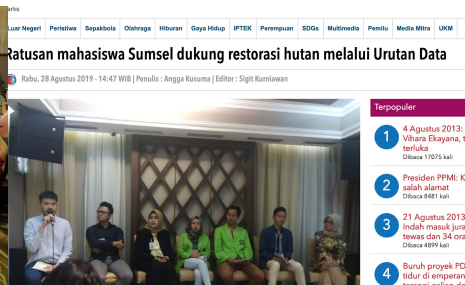 arks
Luar Negeri Peristiwa Sepakbola Olahraga Hiburan Gaya Hidup IPTEK Perempuan SDGs Multimedia Pemilu Media Mitra UKM
Ratusan mahasiswa Sumsel dukung restorasi hutan melalui Urutan Data
Rabu, 28 Agustus 2019 - 14:47 WIB | Penulis : Angga Kusuma | Editor : Sigit Kurniawan
Terpopuler
1
4 Agustus 2013:
Vihara Ekayana, t
terluka
Dibaca 17075 kali
2
Presiden PPMI: K
salah alamat
Dibaca 8481 kali
3
21 Agustus 2013
Indah masuk jura
tewas dan 34 ora
Dibaca 4899 kali
4
Buruh proyek PD
tidur di emperan